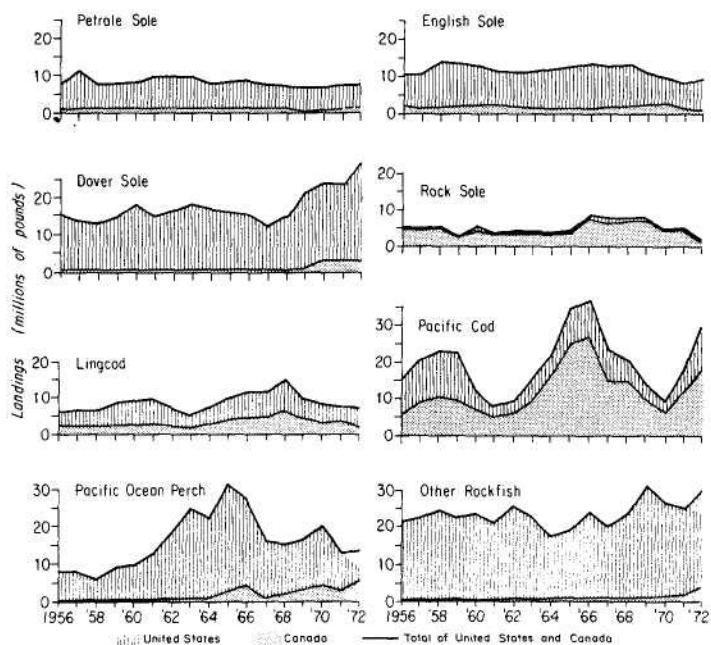 Petrale Sole
25
20
10
0
English Sole
25
20
10
0
Dover Sole
20
10
0
Rock Sole
20
10
0
Lingcod
20
10
0
Pacific Cod
30
20
10
0
Pacific Ocean Perch
30
20
10
0
1956 '58 '60 '62 '64 '66 '68 '70 '72
Other Rockfish
30
20
10
0
1956 '58 '60 '62 '64 '66 '68 '70 '72
Landings (millions of pounds)
United States Canada Total of United States and Canada